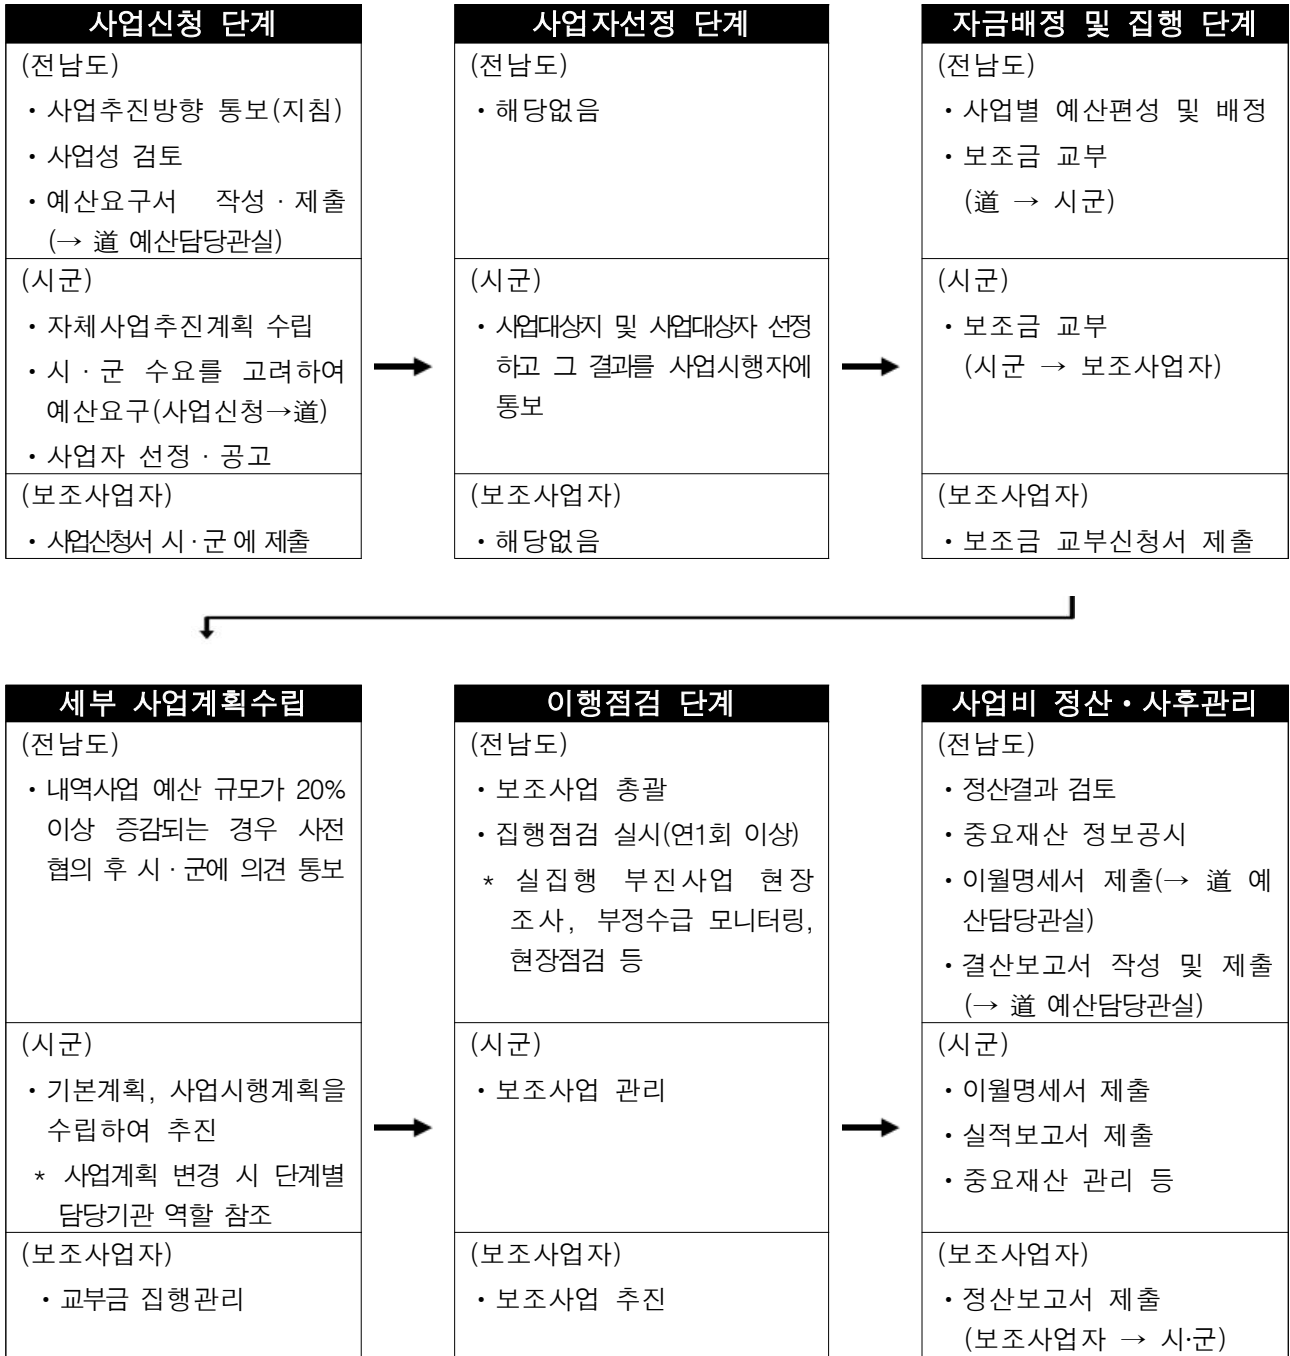 사업신청 단계
(전남도)
・사업추진방향 통보(지침)
・사업성 검토
・예산요구서 작성 · 제출
(→ 道 예산담당관실)
(시군)
・자체사업추진계획 수립
・시 · 군 수요를 고려하여
예산요구(사업신청→道)
・사업자 선정 · 공고
(보조사업자)
・사업신청서 시 · 군 에 제출
사업자선정 단계
(전남도)
・해당없음
(시군)
・사업대상지 및 사업대상자 선정
하고 그 결과를 사업시행자에
통보
(보조사업자)
・해당없음
자금배정 및 집행 단계
(전남도)
・사업별 예산편성 및 배정
・보조금 교부
(道 → 시군)
(시군)
・보조금 교부
(시군 → 보조사업자)
(보조사업자)
・보조금 교부신청서 제출
세부 사업계획수립
(전남도)
・내역사업 예산 규모가 20%
이상 증감되는 경우 사전
협의 후 시 · 군에 의견 통보
(시군)
・기본계획, 사업시행계획을
수립하여 추진
* 사업계획 변경 시 단계별
담당기관 역할 참조
(보조사업자)
・교부금 집행관리
이행점검 단계
(전남도)
・보조사업 총괄
・집행점검 실시(연1회 이상)
* 실집행 부진사업 현장
조사, 부정수급 모니터링,
현장점검 등
(시군)
・보조사업 관리
(보조사업자)
・보조사업 추진
사업비 정산・사후관리
(전남도)
・정산결과 검토
・중요재산 정보공시
・이월명세서 제출(→ 道 예
산담당관실)
・결산보고서 작성 및 제출
(→ 道 예산담당관실)
(시군)
・이월명세서 제출
・실적보고서 제출
・중요재산 관리 등
(보조사업자)
・정산보고서 제출
(보조사업자 → 시·군)